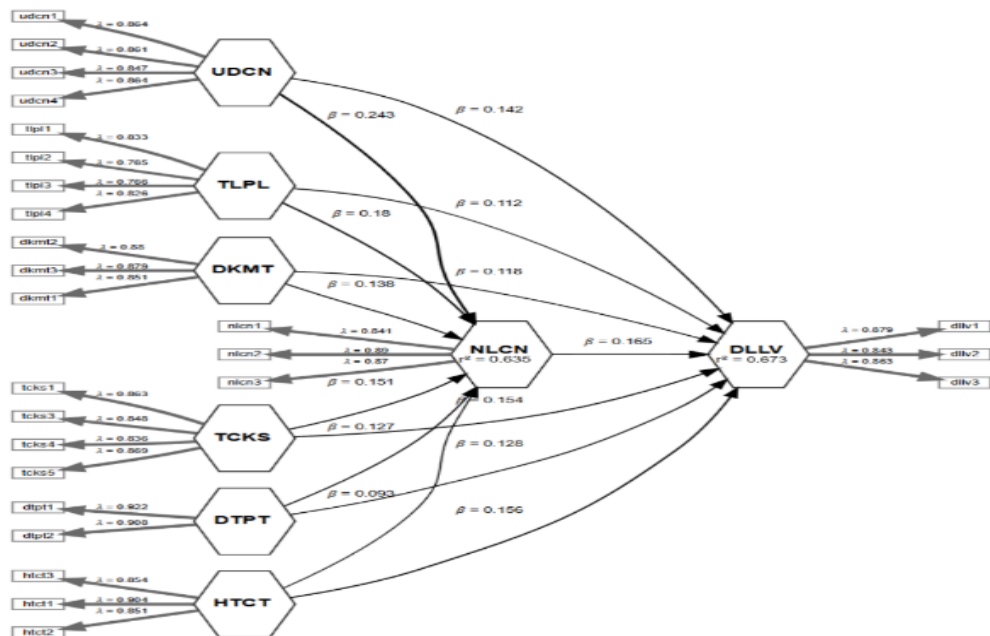 udcn1
λ = 0.864
udcn2
λ = 0.861
udcn3
λ = 0.847
udcn4
λ = 0.864
UDCN
β = 0.142
β = 0.243
tlpl1
λ = 0.833
tlpl2
λ = 0.765
tlpl3
λ = 0.766
tlpl4
λ = 0.826
TLPL
β = 0.112
β = 0.18
dkmt2
λ = 0.88
dkmt3
λ = 0.879
dkmt1
λ = 0.851
DKMT
β = 0.118
β = 0.138
nlcn1
λ = 0.841
nlcn2
λ = 0.89
nlcn3
λ = 0.87
NLCN
r² = 0.635
β = 0.165
DLLV
r² = 0.673
λ = 0.879
dllv1
λ = 0.843
dllv2
λ = 0.863
dllv3
β = 0.151
β = 0.154
tcks1
λ = 0.863
tcks3
λ = 0.848
tcks4
λ = 0.836
tcks5
λ = 0.869
TCKS
β = 0.127
β = 0.128
dtpt1
λ = 0.922
dtpt2
λ = 0.908
DTPT
β = 0.093
β = 0.156
htct3
λ = 0.854
htct1
λ = 0.904
htct2
λ = 0.851
HTCT